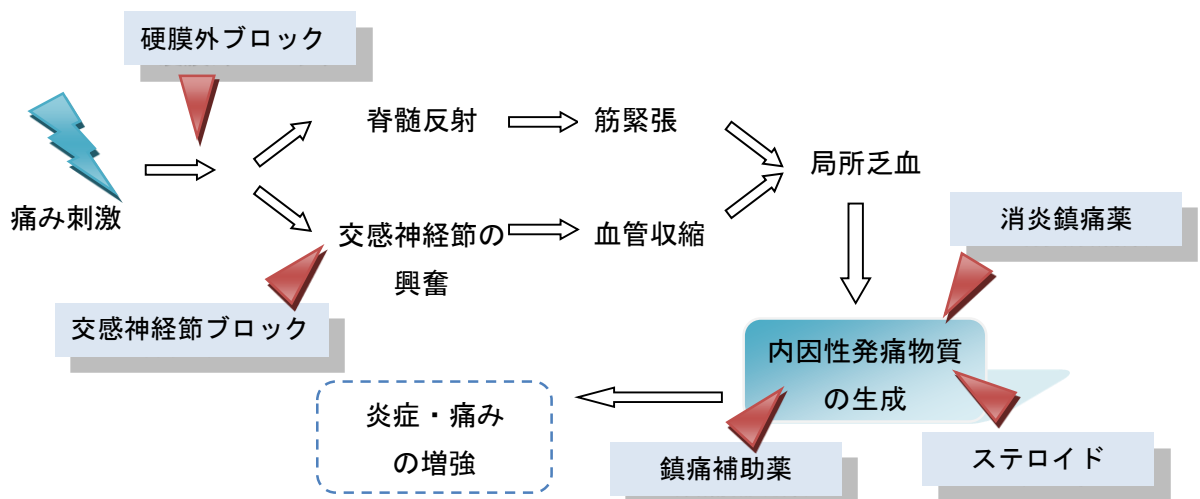 硬膜外ブロック
脊髄反射
筋緊張
局所乏血
痛み刺激
交感神経節の
興奮
血管収縮
消炎鎮痛薬
交感神経節ブロック
内因性発痛物質
の生成
炎症・痛み
の増強
鎮痛補助薬
ステロイド